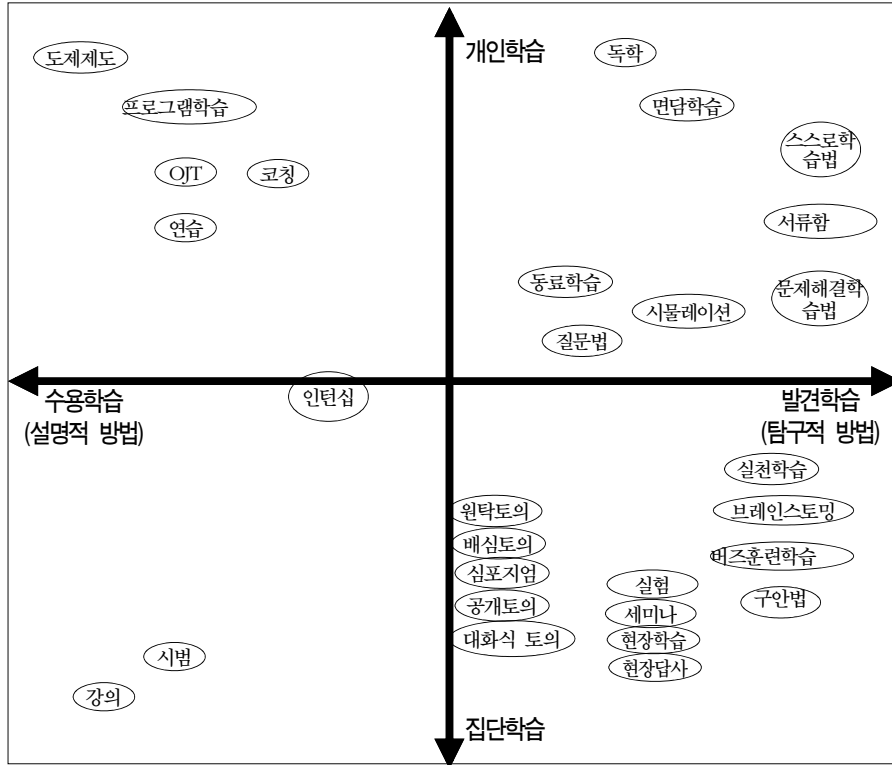 개인학습
독학
도제제도
프로그램학습
면담학습
스스로학
습법
OJT
코칭
연습
서류함
동료학습
문제해결학
습법
시뮬레이션
질문법
인턴십
수용학습
(설명적 방법)
발견학습
(탐구적 방법)
실천학습
원탁토의
브레인스토밍
배심토의
버즈훈련학습
심포지엄
실험
공개토의
구안법
세미나
대화식 토의
현장학습
시범
현장답사
강의
집단학습